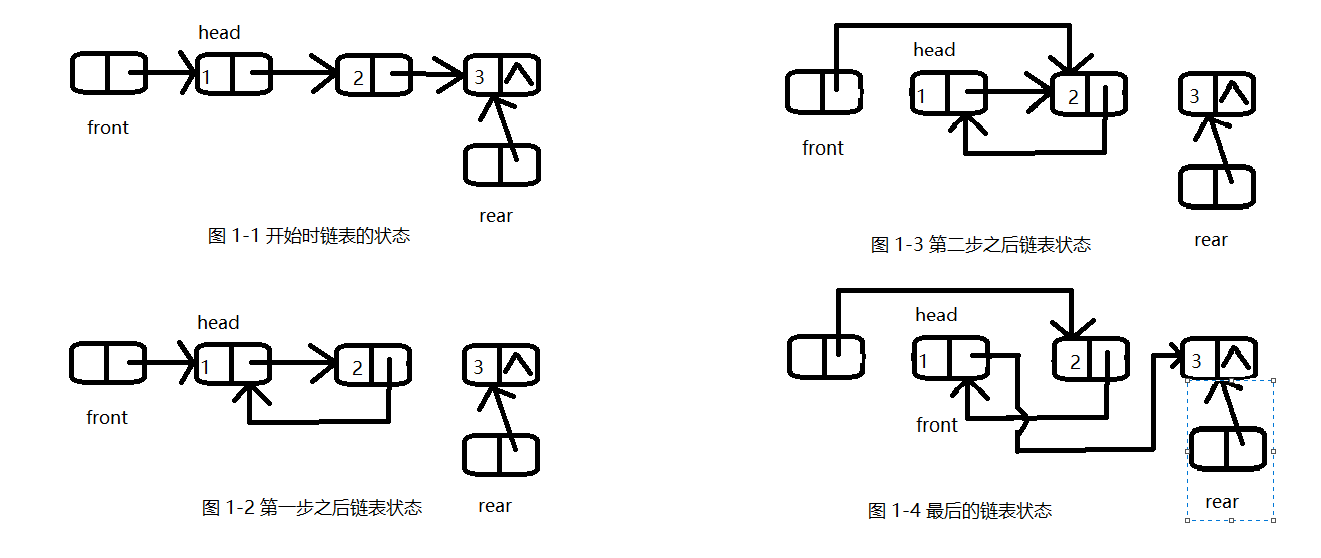 head
1
2
3
front
rear
图 1-1 开始时链表的状态
head
1
2
3
front
rear
图 1-2 第一步之后链表状态
head
1
2
3
front
rear
图 1-3 第二步之后链表状态
head
1
2
3
front
rear
图 1-4 最后的链表状态